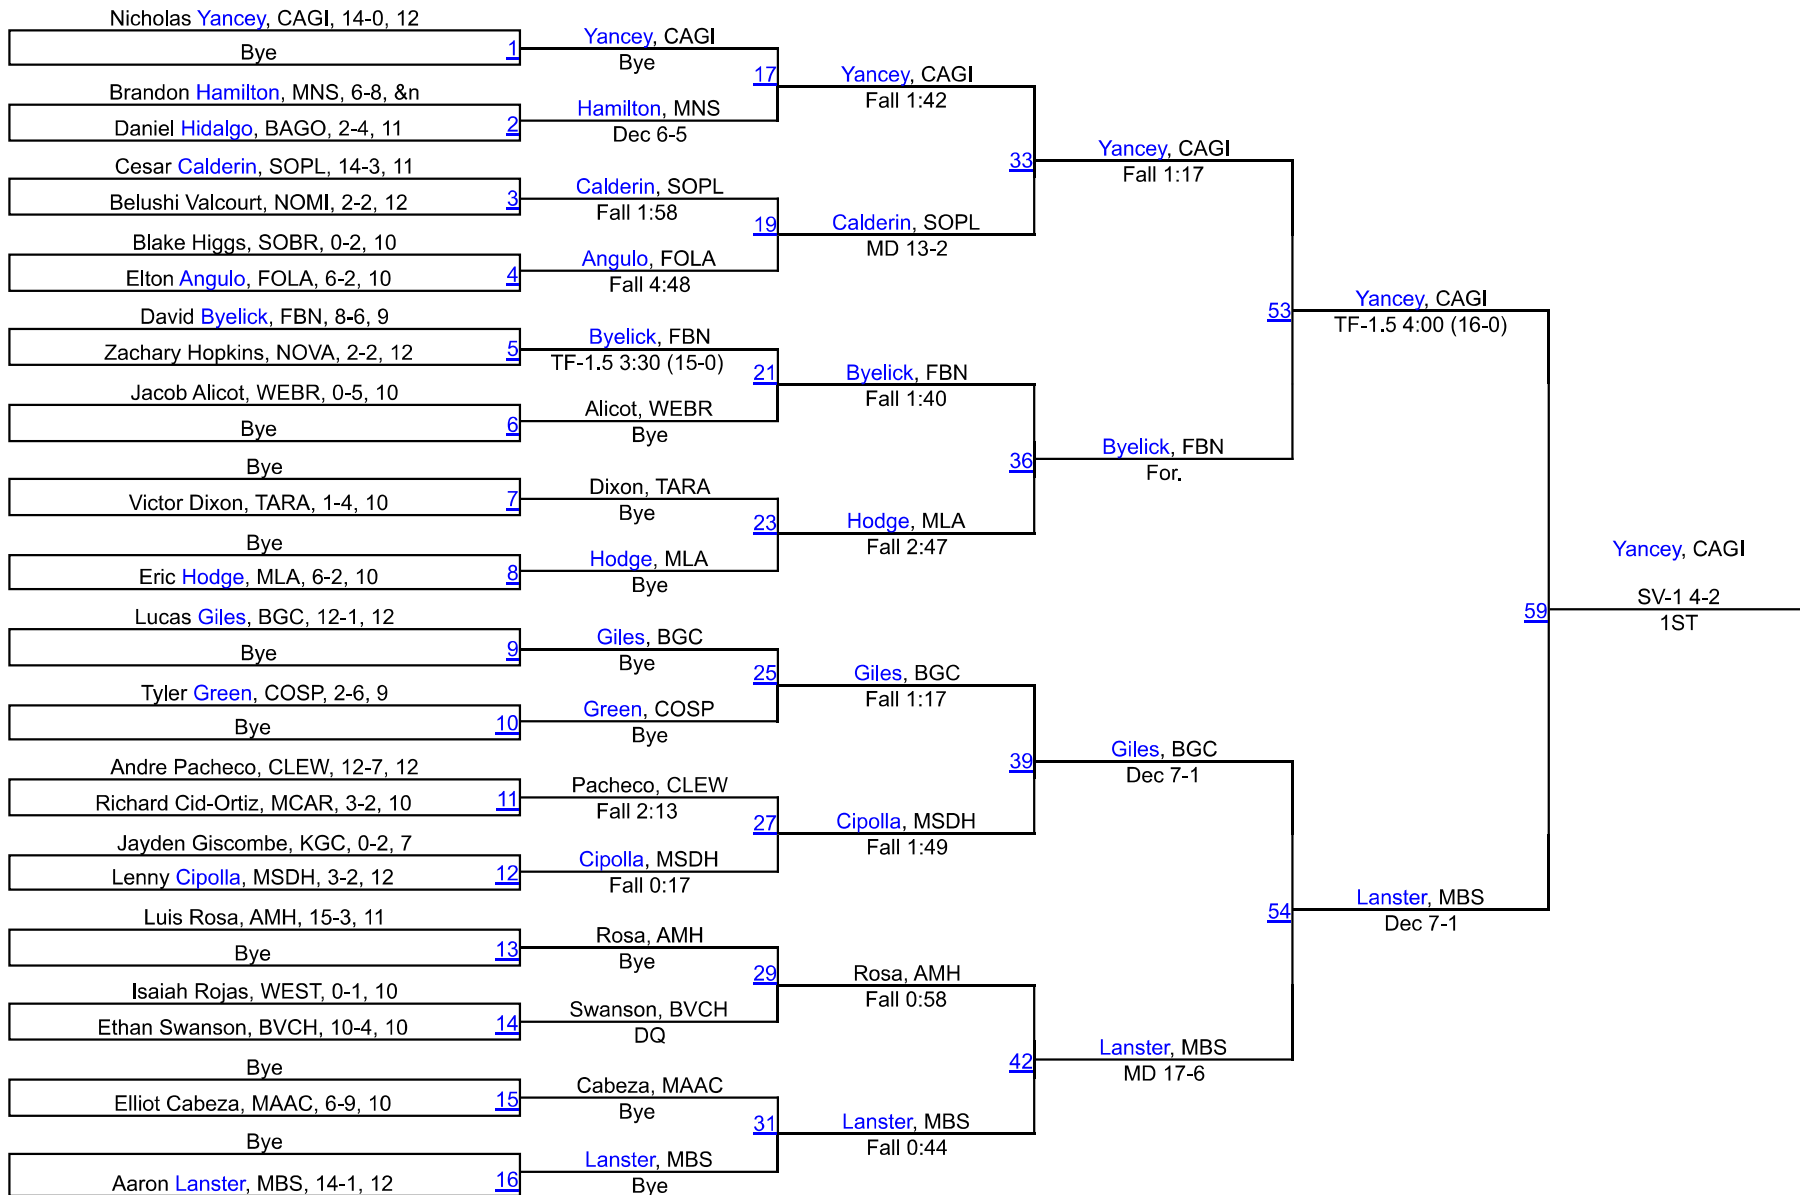 Nicholas Yancey, CAGI, 14-0, 12
Bye
1
Brandon Hamilton, MNS, 6-8, &n
Daniel Hidalgo, BAGO, 2-4, 11
2
Cesar Calderin, SOPL, 14-3, 11
Belushi Valcourt, NOMI, 2-2, 12
3
Blake Higgs, SOBR, 0-2, 10
Elton Angulo, FOLA, 6-2, 10
4
David Byelick, FBN, 8-6, 9
Zachary Hopkins, NOVA, 2-2, 12
5
Jacob Alicot, WEBR, 0-5, 10
Bye
6
Bye
Victor Dixon, TARA, 1-4, 10
7
Bye
Eric Hodge, MLA, 6-2, 10
8
Lucas Giles, BGC, 12-1, 12
Bye
9
Tyler Green, COSP, 2-6, 9
Bye
10
Andre Pacheco, CLEW, 12-7, 12
Richard Cid-Ortiz, MCAR, 3-2, 10
11
Jayden Giscombe, KGC, 0-2, 7
Lenny Cipolla, MSDH, 3-2, 12
12
Luis Rosa, AMH, 15-3, 11
Bye
13
Isaiah Rojas, WEST, 0-1, 10
Ethan Swanson, BVCH, 10-4, 10
14
Bye
Elliot Cabeza, MAAC, 6-9, 10
15
Bye
Aaron Lanster, MBS, 14-1, 12
16
Yancey, CAGI
Bye
17
Hamilton, MNS
Dec 6-5
Calderin, SOPL
Fall 1:58
19
Angulo, FOLA
Fall 4:48
Byelick, FBN
TF-1.5 3:30 (15-0)
21
Alicot, WEBR
Bye
Dixon, TARA
Bye
23
Hodge, MLA
Bye
Giles, BGC
Bye
25
Green, COSP
Bye
Pacheco, CLEW
Fall 2:13
27
Cipolla, MSDH
Fall 0:17
Rosa, AMH
Bye
29
Swanson, BVCH
DQ
Cabeza, MAAC
Bye
31
Lanster, MBS
Bye
Yancey, CAGI
Fall 1:42
33
Calderin, SOPL
MD 13-2
Byelick, FBN
Fall 1:40
36
Hodge, MLA
Fall 2:47
Giles, BGC
Fall 1:17
39
Cipolla, MSDH
Fall 1:49
Rosa, AMH
Fall 0:58
42
Lanster, MBS
Fall 0:44
Yancey, CAGI
Fall 1:17
53
Byelick, FBN
For.
Giles, BGC
Dec 7-1
54
Lanster, MBS
MD 17-6
Yancey, CAGI
TF-1.5 4:00 (16-0)
59
Lanster, MBS
Dec 7-1
Yancey, CAGI
SV-1 4-2
1ST